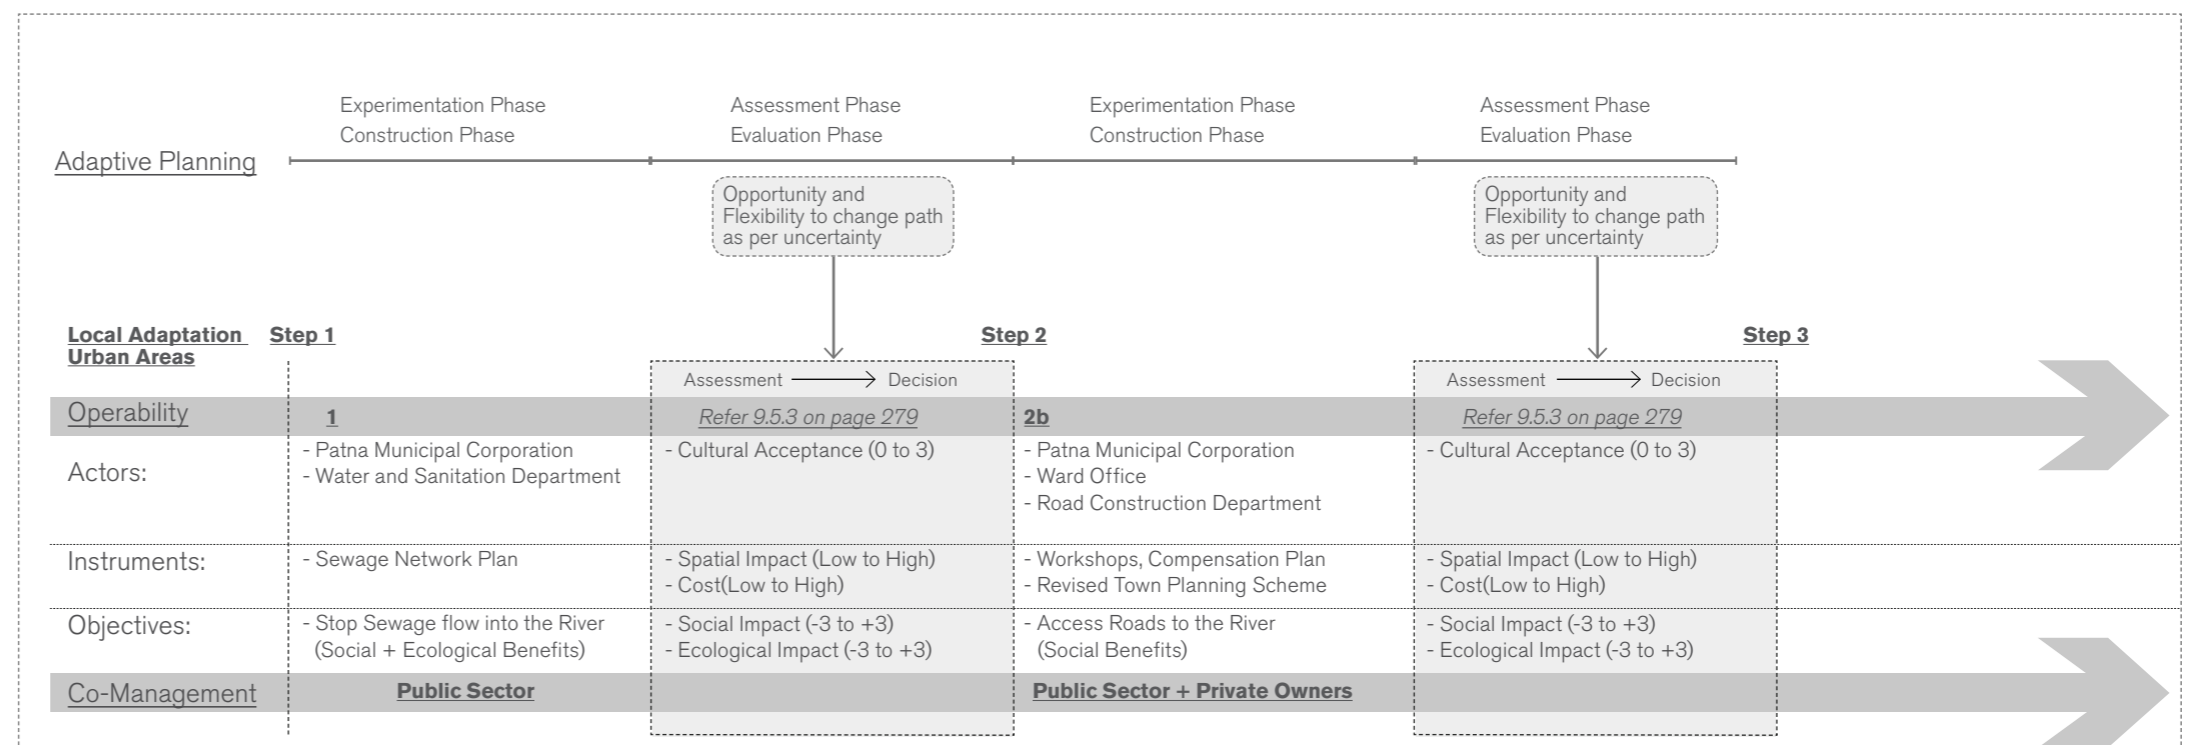 Experimentation Phase
Construction Phase
Assessment Phase
Evaluation Phase
Experimentation Phase
Construction Phase
Assessment Phase
Evaluation Phase
Adaptive Planning
Opportunity and
Flexibility to change path
as per uncertainty
Opportunity and
Flexibility to change path
as per uncertainty
Local Adaptation
Urban Areas
Step 1
Step 2
Step 3
Assessment
Decision
Assessment
Decision
Operability
1
Refer 9.5.3 on page 279
2b
Refer 9.5.3 on page 279
Actors:
- Patna Municipal Corporation
- Water and Sanitation Department
- Cultural Acceptance (0 to 3)
- Patna Municipal Corporation
- Ward Office
- Road Construction Department
- Cultural Acceptance (0 to 3)
Instruments:
- Sewage Network Plan
- Spatial Impact (Low to High)
- Cost(Low to High)
- Workshops, Compensation Plan
- Revised Town Planning Scheme
- Spatial Impact (Low to High)
- Cost(Low to High)
Objectives:
- Stop Sewage flow into the River
(Social + Ecological Benefits)
- Social Impact (-3 to +3)
- Ecological Impact (-3 to +3)
- Access Roads to the River
(Social Benefits)
- Social Impact (-3 to +3)
- Ecological Impact (-3 to +3)
Co-Management
Public Sector
Public Sector + Private Owners